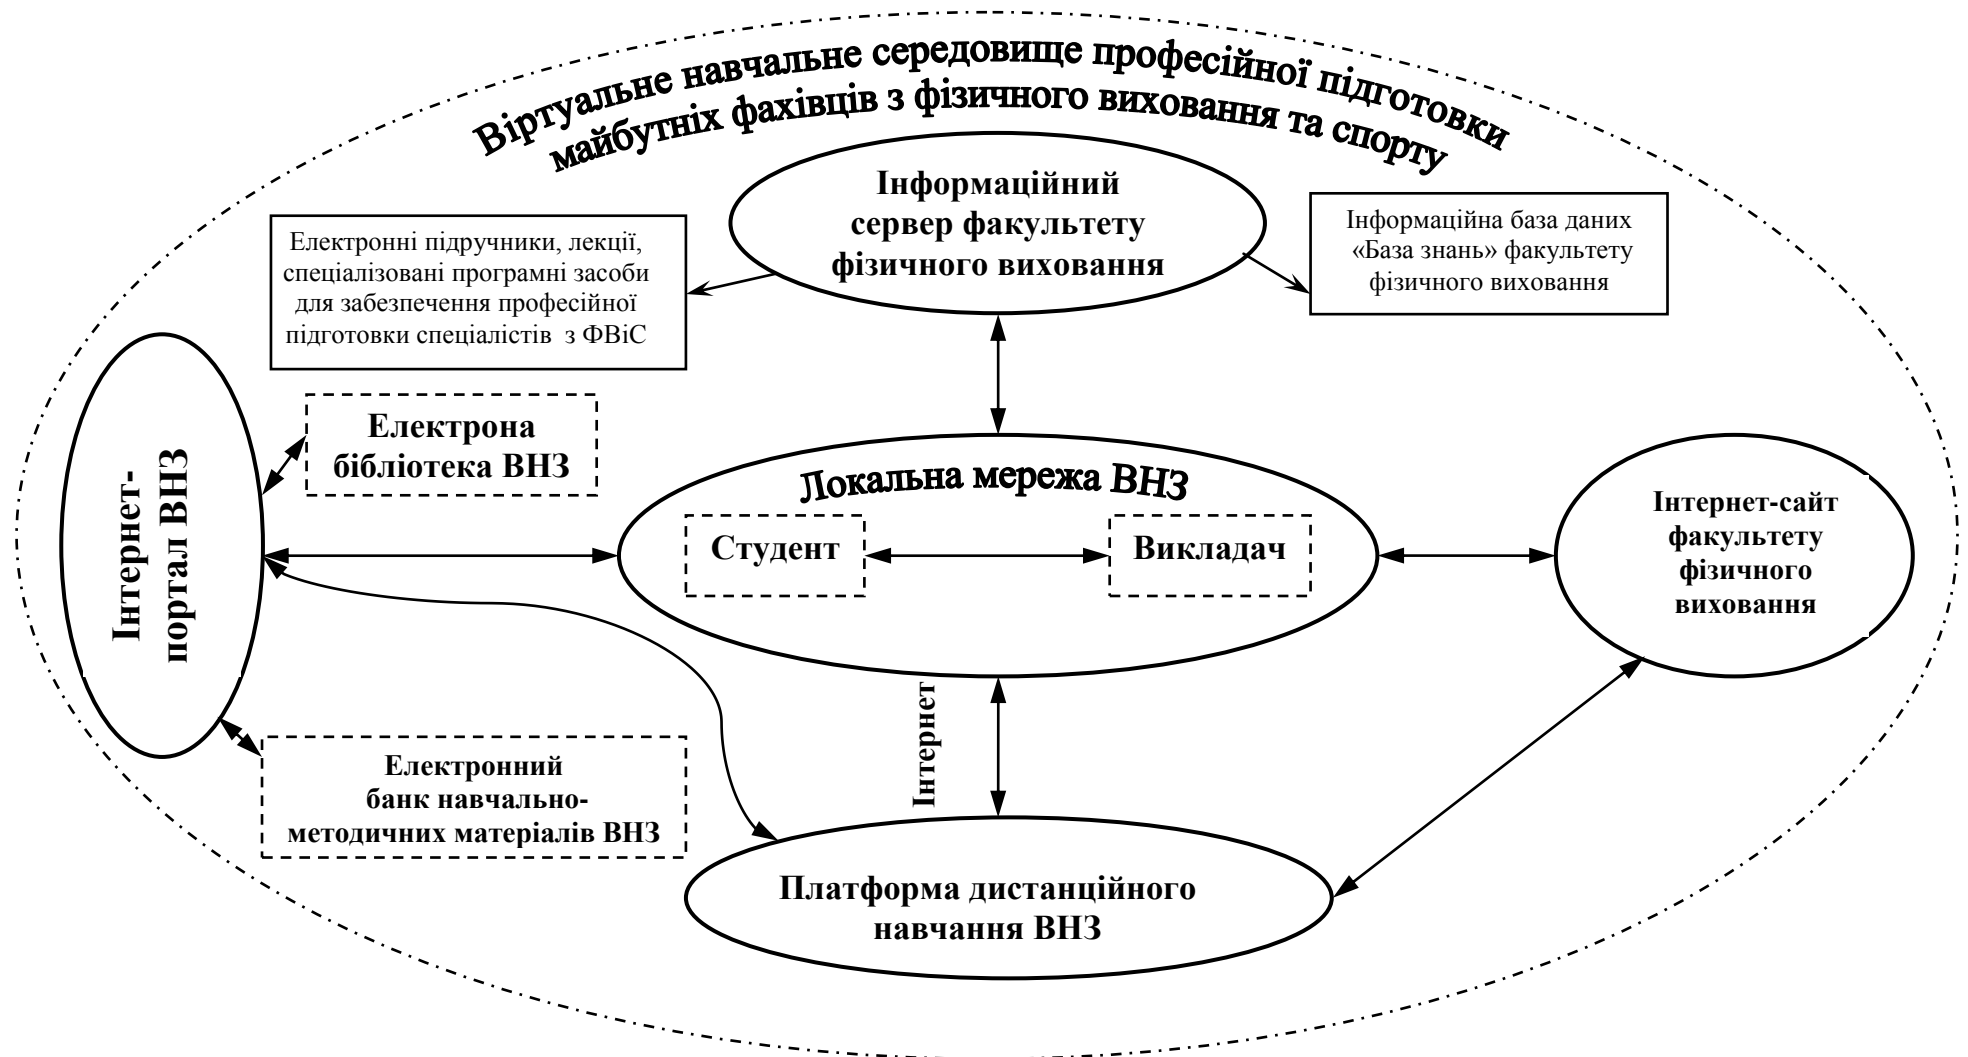 Віртуальне навчальне середовище професійної підготовки
майбутніх фахівців з фізичного виховання та спорту
Інформаційний
сервер факультету
фізичного виховання
Електронні підручники, лекції,
спеціалізовані програмні засоби
для забезпечення професійної
підготовки спеціалістів з ФВіС
Інформаційна база даних
«База знань» факультету
фізичного виховання
Інтернет-
портал ВНЗ
Електрона
бібліотека ВНЗ
Локальна мережа ВНЗ
Студент
Викладач
Інтернет-сайт
факультету
фізичного
виховання
Інтернет
Електронний
банк навчально-
методичних матеріалів ВНЗ
Платформа дистанційного
навчання ВНЗ